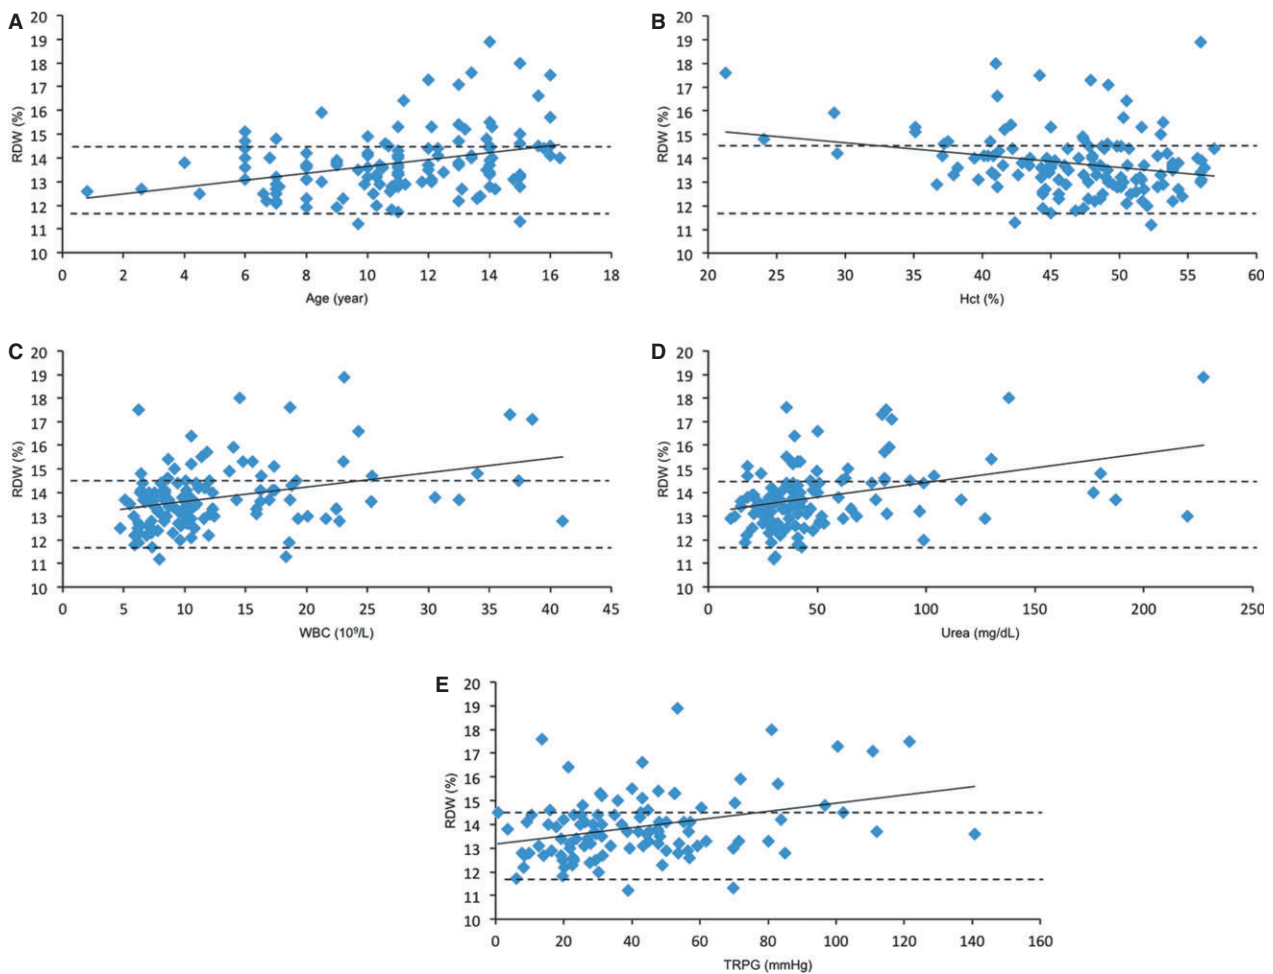 A
20
19
18
17
16
15
14
13
12
11
10
RDW (%)
0 2 4 6 8 10 12 14 16 18
Age (year)
B
20
19
18
17
16
15
14
13
12
11
10
RDW (%)
20 25 30 35 40 45 50 55 60
Hct (%)
C
20
19
18
17
16
15
14
13
12
11
10
RDW (%)
0 5 10 15 20 25 30 35 40 45
WBC (10⁹/L)
D
20
19
18
17
16
15
14
13
12
11
10
RDW (%)
0 50 100 150 200 250
Urea (mg/dL)
E
20
19
18
17
16
15
14
13
12
11
10
RDW (%)
0 20 40 60 80 100 120 140 160
TRPG (mmHg)